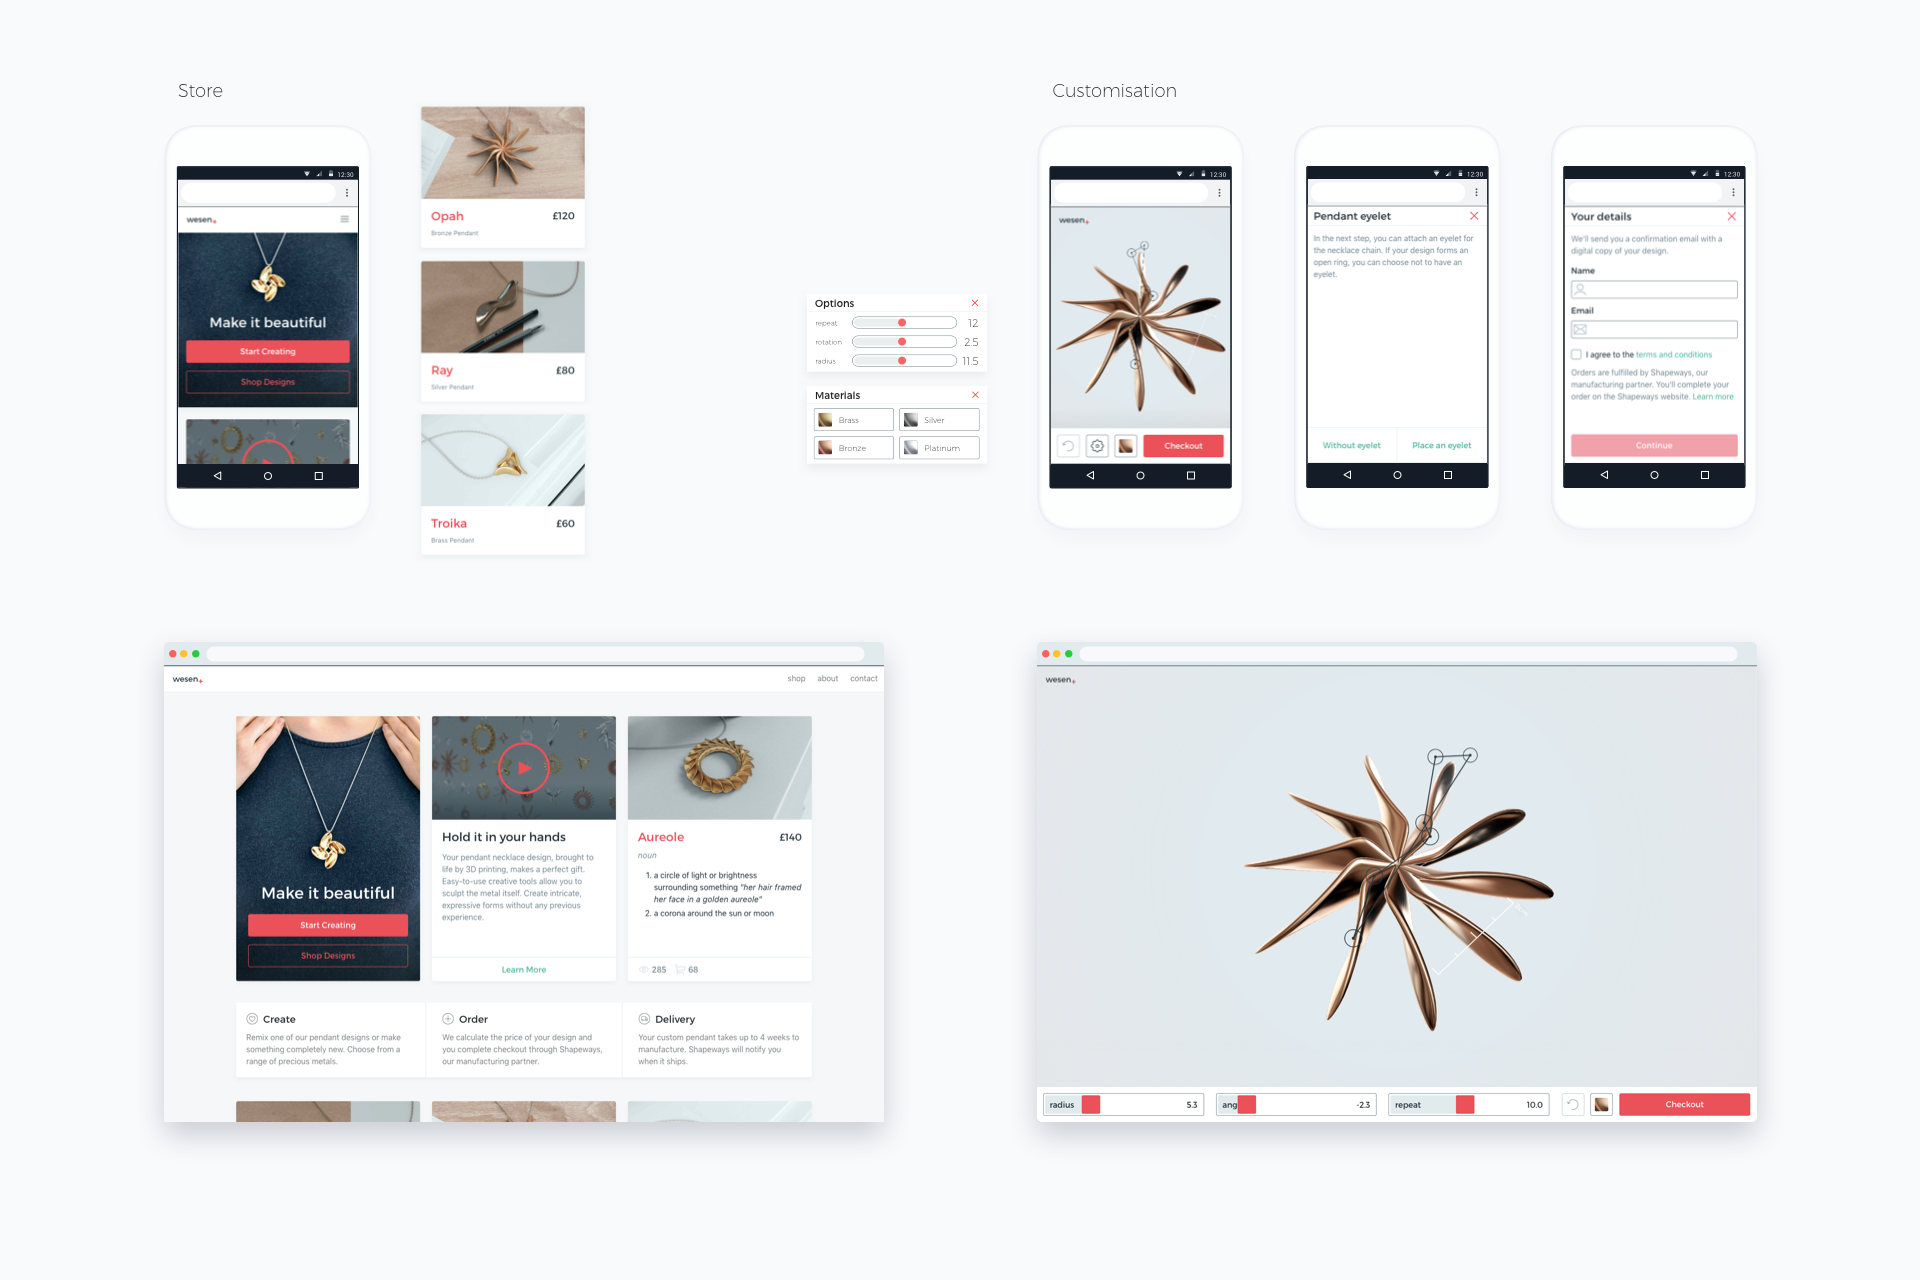 Store
12:30
wesen+
Make it beautiful
Start Creating
Shop Designs
Opah £120
Bronze Pendant
Ray £80
Silver Pendant
Troika £60
Brass Pendant
Options
repeat 12
rotation 2.5
radius 11.5
Materials
Brass Silver
Bronze Platinum
Customisation
12:30
wesen+
Checkout
12:30
Pendant eyelet
In the next step, you can attach an eyelet for
the necklace chain. If your design forms an
open ring, you can choose not to have an
eyelet.
Without eyelet Place an eyelet
12:30
Your details
We'll send you a confirmation email with a
digital copy of your design.
Name
Email
I agree to the terms and conditions
Orders are fulfilled by Shapeways, our
manufacturing partner. You'll complete your
order on the Shapeways website. Learn more
Continue
wesen+ shop about contact
Make it beautiful
Start Creating
Shop Designs
Hold it in your hands
Your pendant necklace design, brought to
life by 3D printing, makes a perfect gift.
Easy-to-use creative tools allow you to
sculpt the metal itself. Create intricate,
expressive forms without any previous
experience.
Learn More
Aureole £140
noun
1. a circle of light or brightness
surrounding something "her hair framed
her face in a golden aureole"
2. a corona around the sun or moon
285 68
Create
Remix one of our pendant designs or make
something completely new. Choose from a
range of precious metals.
Order
We calculate the price of your design and
you complete checkout through Shapeways,
our manufacturing partner.
Delivery
Your custom pendant takes up to 4 weeks to
manufacture. Shapeways will notify you
when it ships.
wesen+
radius 5.3 ang -2.3 repeat 10.0 Checkout